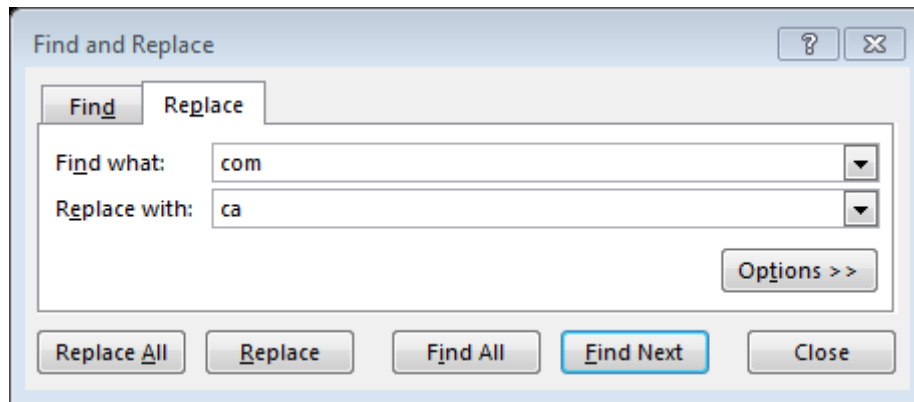 Find and Replace
Find Replace
Find what: com
Replace with: ca
Options >>
Replace All Replace Find All Find Next Close